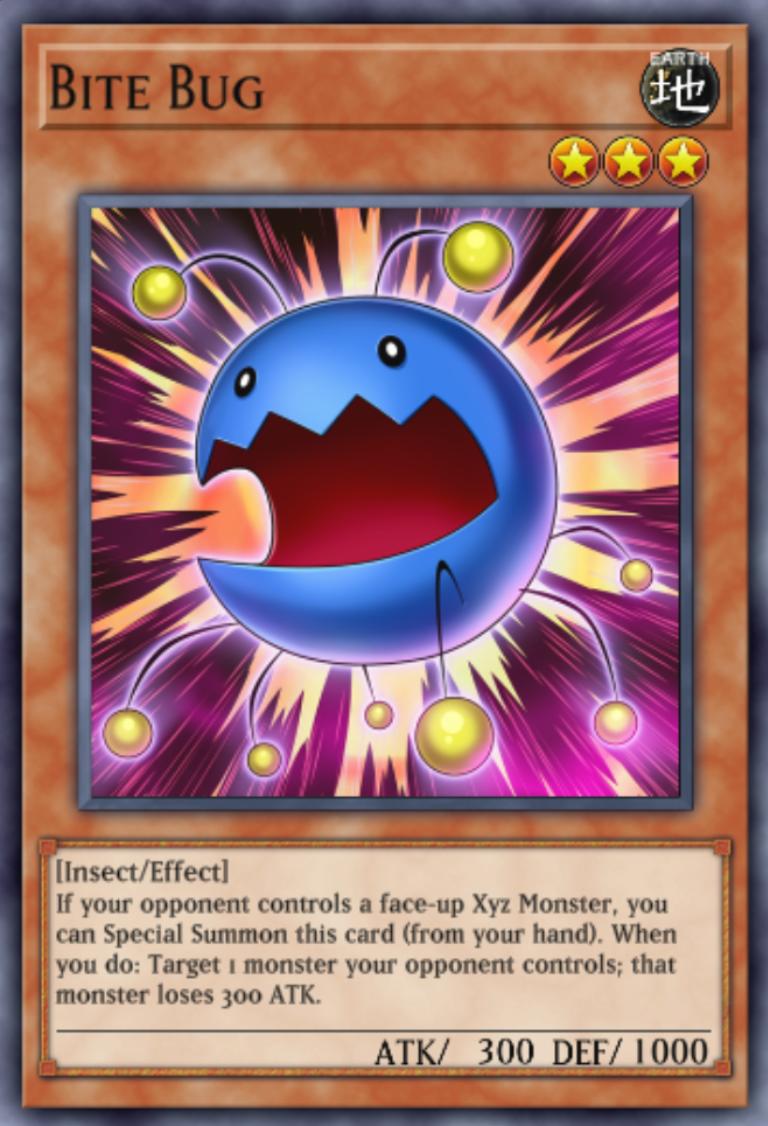 Bite Bug
EARTH
地
[Insect/Effect]
If your opponent controls a face-up Xyz Monster, you
can Special Summon this card (from your hand). When
you do: Target 1 monster your opponent controls; that
monster loses 300 ATK.
ATK/ 300 DEF/ 1000